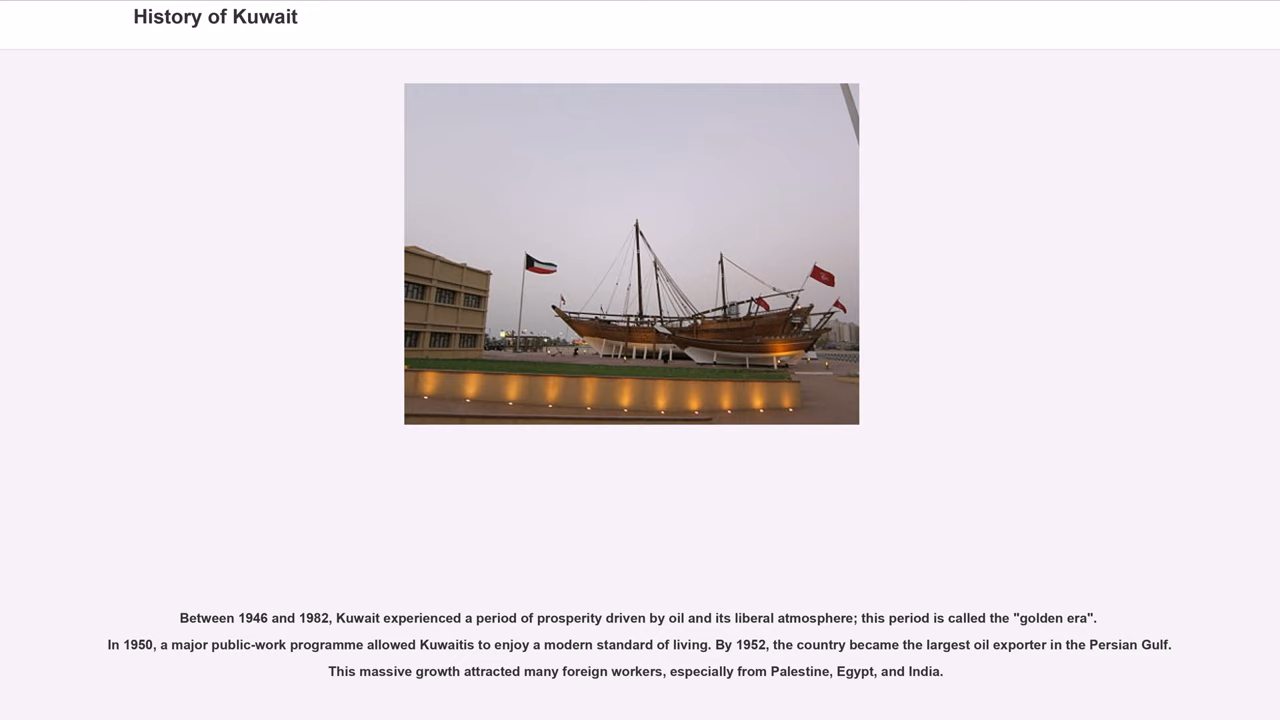 History of Kuwait
Between 1946 and 1982, Kuwait experienced a period of prosperity driven by oil and its liberal atmosphere; this period is called the "golden era".
In 1950, a major public-work programme allowed Kuwaitis to enjoy a modern standard of living. By 1952, the country became the largest oil exporter in the Persian Gulf.
This massive growth attracted many foreign workers, especially from Palestine, Egypt, and India.